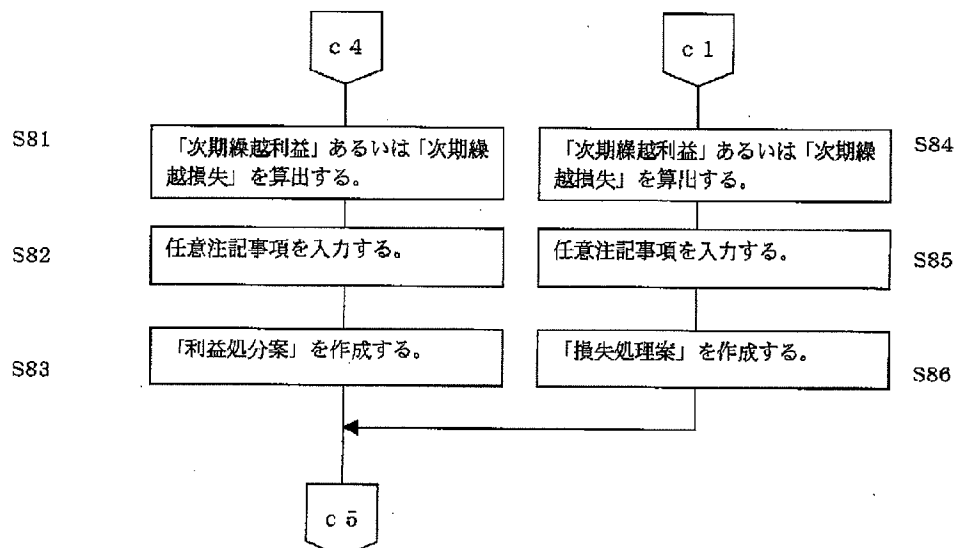 c 4
c 1
S81
「次期繰越利益」あるいは「次期繰
越損失」を算出する。
「次期繰越利益」あるいは「次期繰
越損失」を算出する。
S84
S82
任意注記事項を入力する。
任意注記事項を入力する。
S85
S83
「利益処分案」を作成する。
「損失処理案」を作成する。
S86
c 5